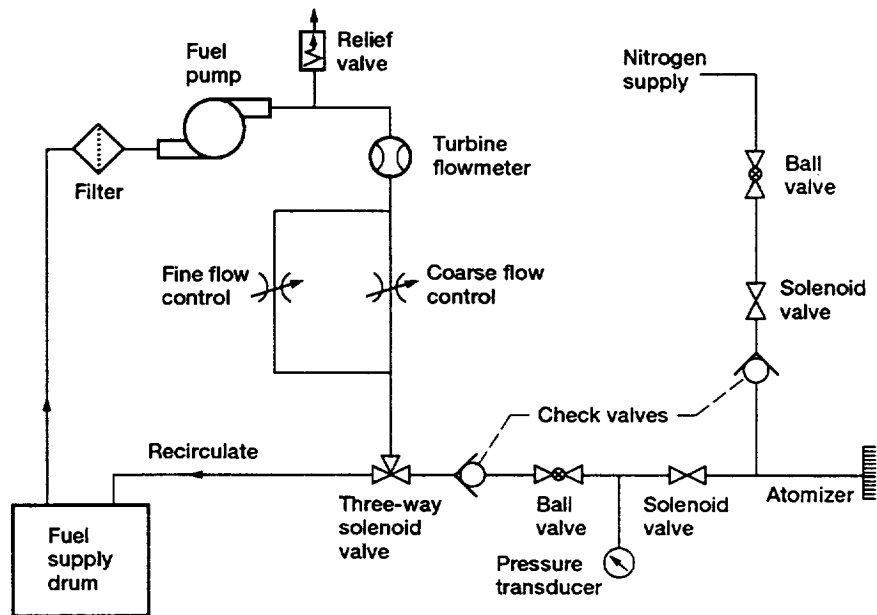 Relief
valve
Fuel
pump
Nitrogen
supply
Turbine
flowmeter
Ball
valve
Filter
Fine flow
control
Coarse flow
control
Solenoid
valve
Check valves
Recirculate
Three-way
solenoid
valve
Ball
valve
Solenoid
valve
Atomizer
Fuel
supply
drum
Pressure
transducer